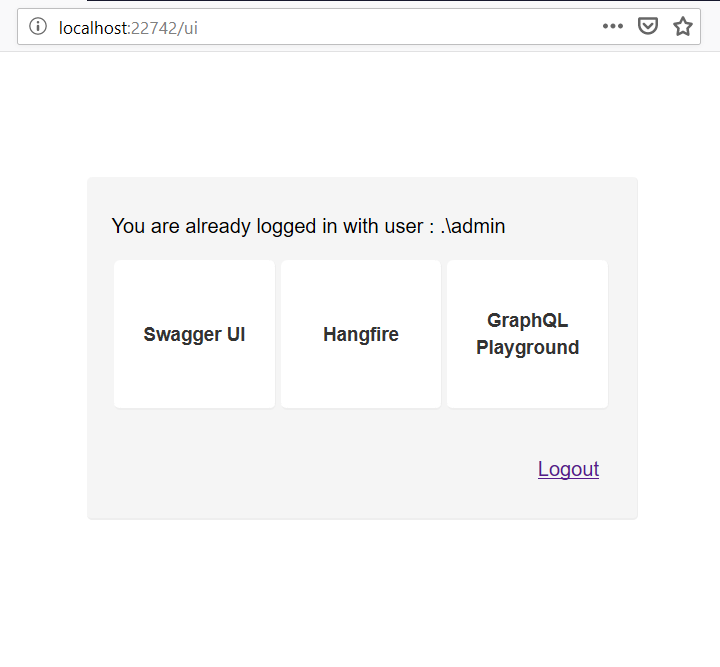 localhost:22742/ui
You are already logged in with user : .\admin
Swagger UI
Hangfire
GraphQL
Playground
Logout